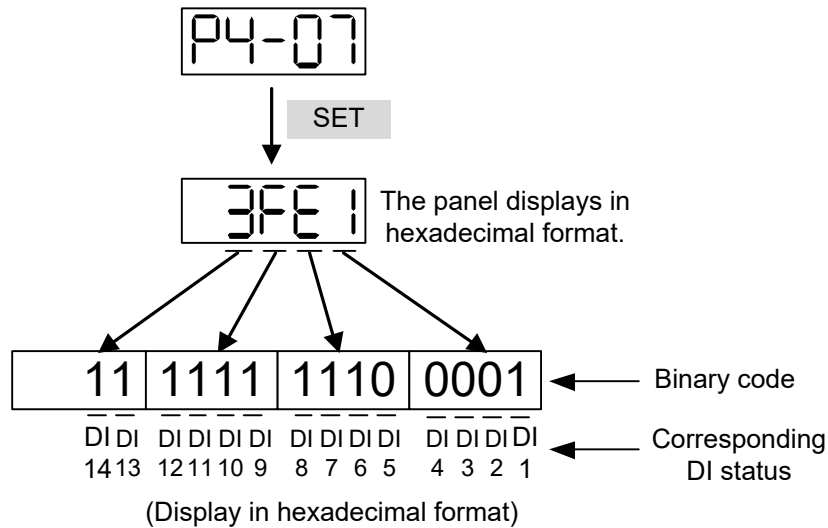 P4-07
SET
3FE1
The panel displays in
hexadecimal format.
11 1111 1110 0001
Binary code
DI DI DI DI DI DI DI DI DI DI DI DI DI DI
14 13 12 11 10 9 8 7 6 5 4 3 2 1
Corresponding
DI status
(Display in hexadecimal format)